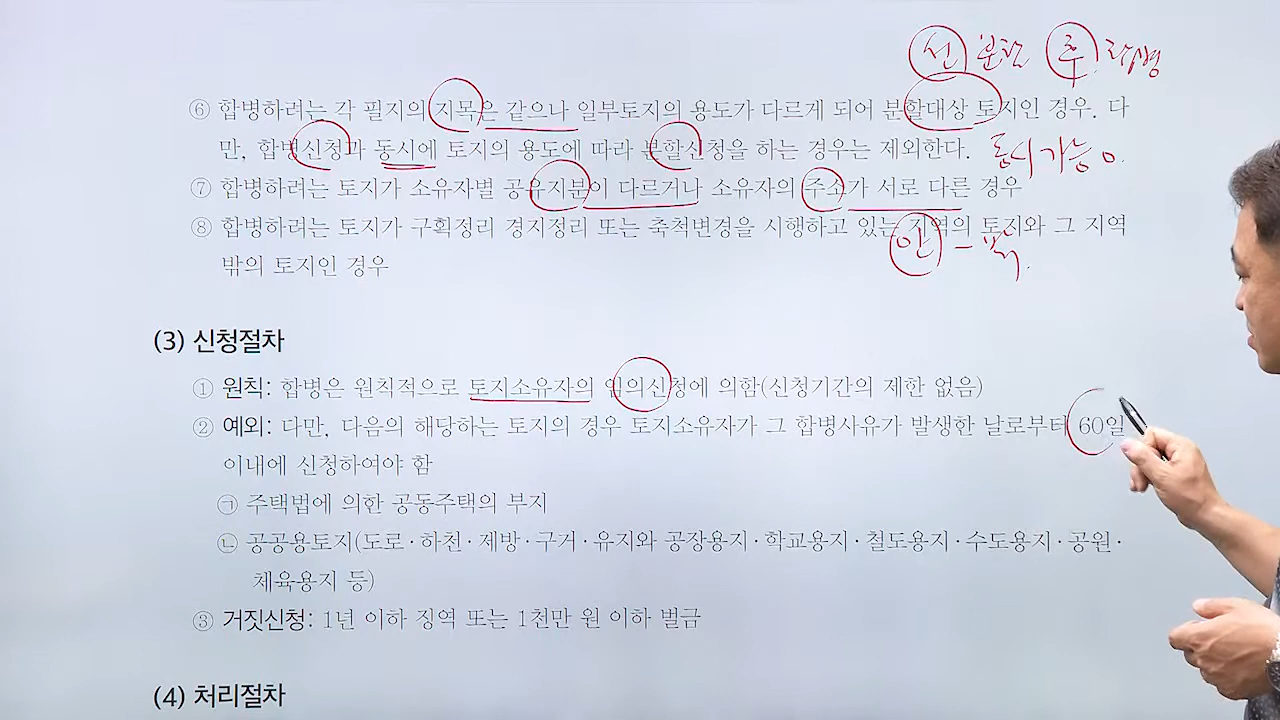 선 분할 후 합병
⑥ 합병하려는 각 필지의 지목은 같으나 일부토지의 용도가 다르게 되어 분할대상 토지인 경우. 다
만, 합병신청과 동시에 토지의 용도에 따라 분할신청을 하는 경우는 제외한다. 동시 가능 O.
⑦ 합병하려는 토지가 소유자별 공유지분이 다르거나 소유자의 주소가 서로 다른 경우
⑧ 합병하려는 토지가 구획정리 경지정리 또는 축척변경을 시행하고 있는 지역의 토지와 그 지역
안 - 밖.
밖의 토지인 경우
(3) 신청절차
① 원칙: 합병은 원칙적으로 토지소유자의 임의신청에 의함(신청기간의 제한 없음)
② 예외: 다만, 다음의 해당하는 토지의 경우 토지소유자가 그 합병사유가 발생한 날로부터 60일
이내에 신청하여야 함
㉠ 주택법에 의한 공동주택의 부지
㉡ 공공용토지(도로·하천·제방·구거·유지와 공장용지·학교용지·철도용지·수도용지·공원·
체육용지 등)
③ 거짓신청: 1년 이하 징역 또는 1천만 원 이하 벌금
(4) 처리절차